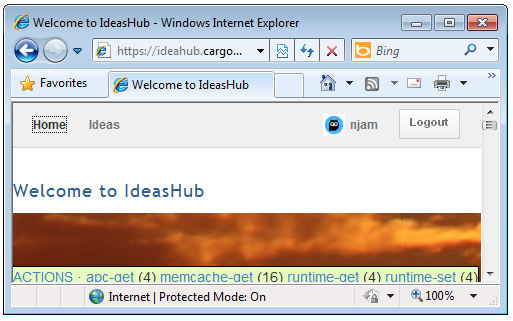 Welcome to IdeasHub - Windows Internet Explorer
https://ideahub.cargo... Bing
Favorites Welcome to IdeasHub
Home Ideas njam Logout
Welcome to IdeasHub
ACTIONS · apc-get (4) memcache-get (16) runtime-get (4) runtime-set (4)
Internet | Protected Mode: On 100%